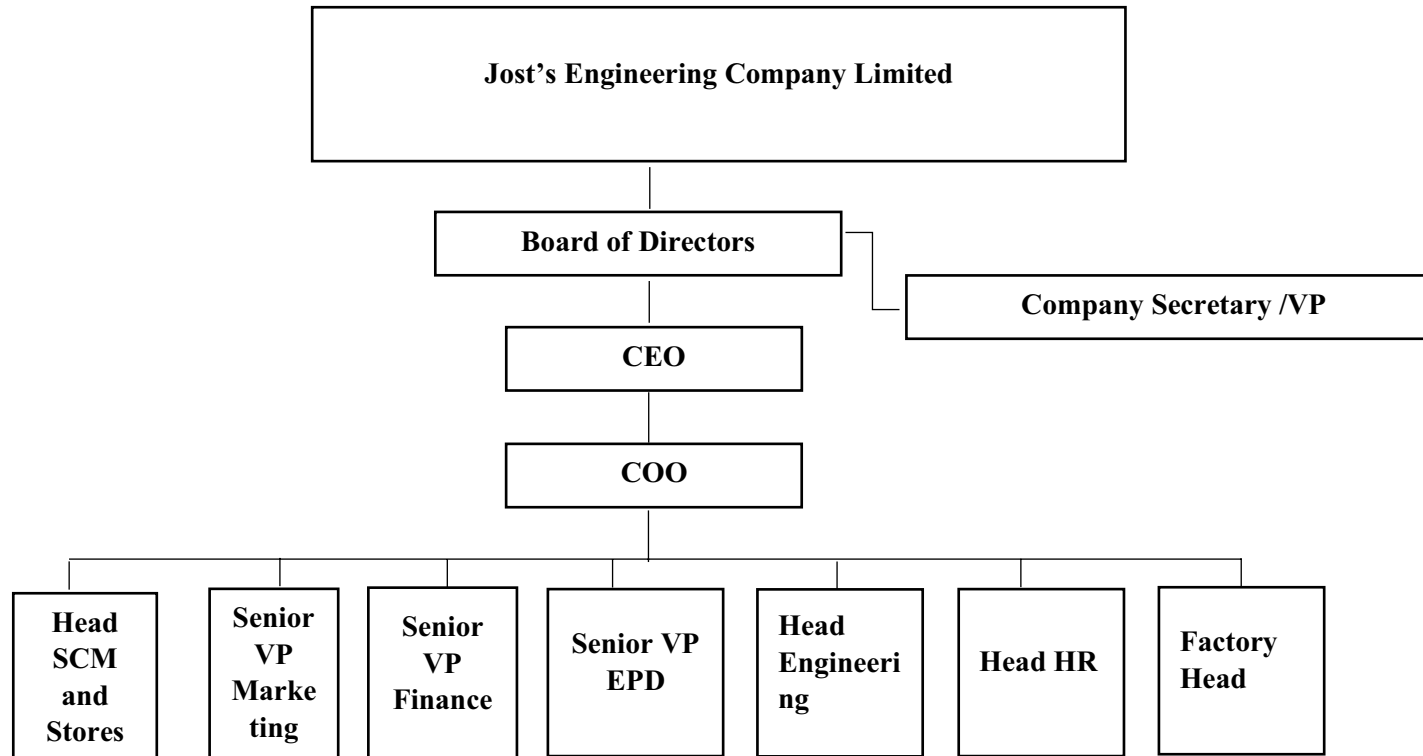 Jost’s Engineering Company Limited
Board of Directors
Company Secretary /VP
CEO
COO
Head
SCM
and
Stores
Senior
VP
Marke
ting
Senior
VP
Finance
Senior VP
EPD
Head
Engineeri
ng
Head HR
Factory
Head